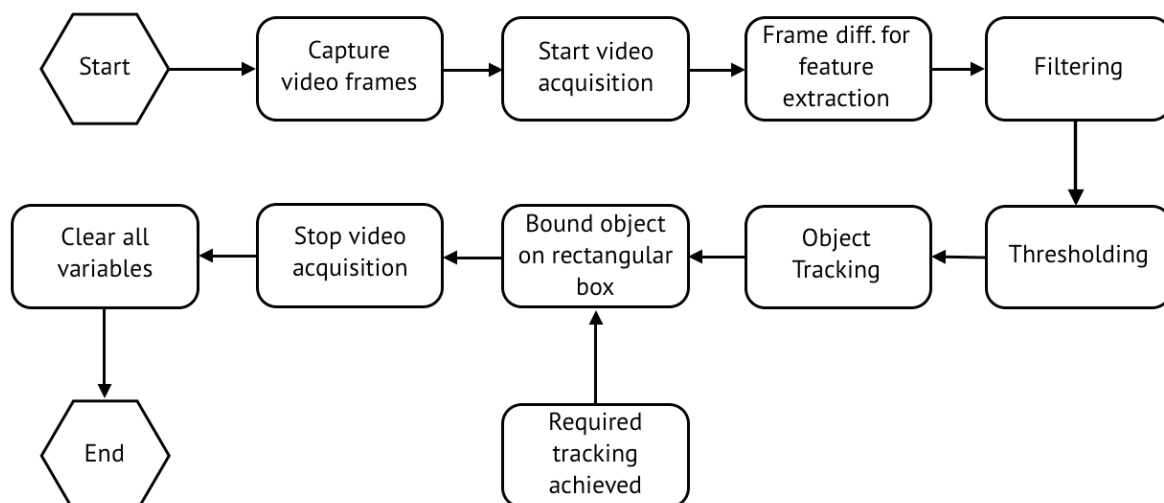 Start
Capture
video frames
Start video
acquisition
Frame diff. for
feature
extraction
Filtering
Clear all
variables
Stop video
acquisition
Bound object
on rectangular
box
Object
Tracking
Thresholding
End
Required
tracking
achieved